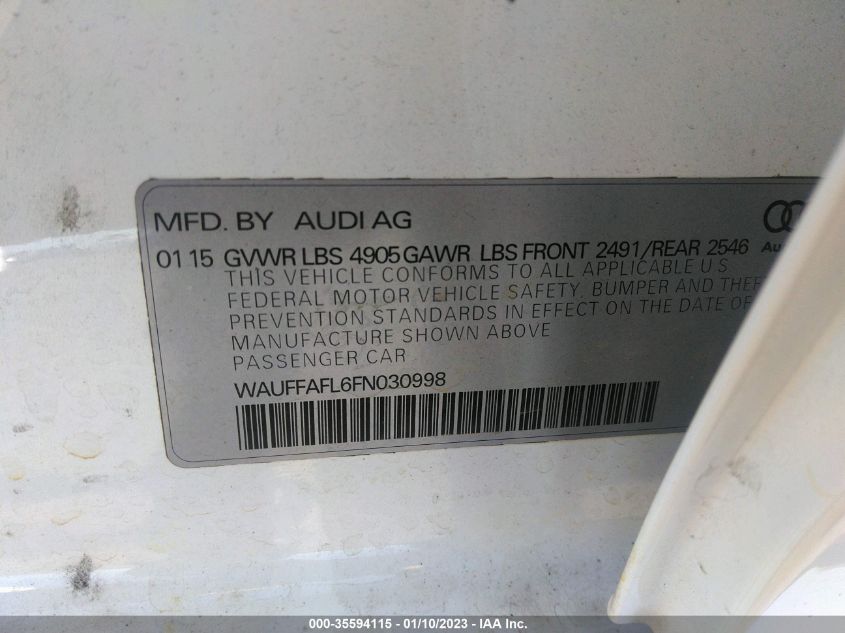 MFD. BY AUDI AG
01 15 GVWR LBS 4905 GAWR LBS FRONT 2491/REAR 2546
THIS VEHICLE CONFORMS TO ALL APPLICABLE U S
FEDERAL MOTOR VEHICLE SAFETY, BUMPER AND
PREVENTION STANDARDS IN EFFECT ON THE DATE OF
MANUFACTURE SHOWN ABOVE
PASSENGER CAR
WAUFFAFL6FN030998
000-35594115 - 01/10/2023 - IAA Inc.